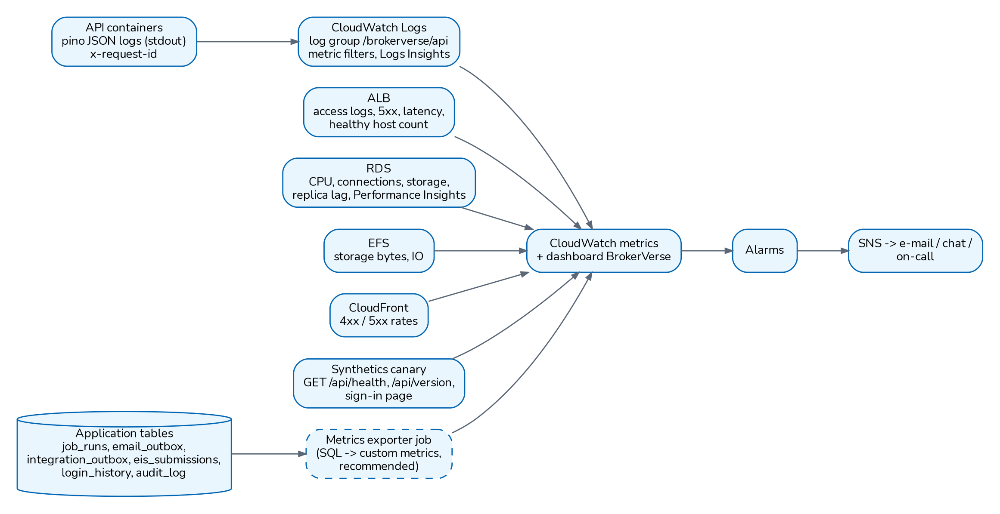 API containers
pino JSON logs (stdout)
x-request-id
CloudWatch Logs
log group /brokerverse/api
metric filters, Logs Insights
ALB
access logs, 5xx, latency,
healthy host count
RDS
CPU, connections, storage,
replica lag, Performance Insights
EFS
storage bytes, IO
CloudWatch metrics
+ dashboard BrokerVerse
Alarms
SNS -> e-mail / chat /
on-call
CloudFront
4xx / 5xx rates
Synthetics canary
GET /api/health, /api/version,
sign-in page
Application tables
job_runs, email_outbox,
integration_outbox, eis_submissions,
login_history, audit_log
Metrics exporter job
(SQL -> custom metrics,
recommended)